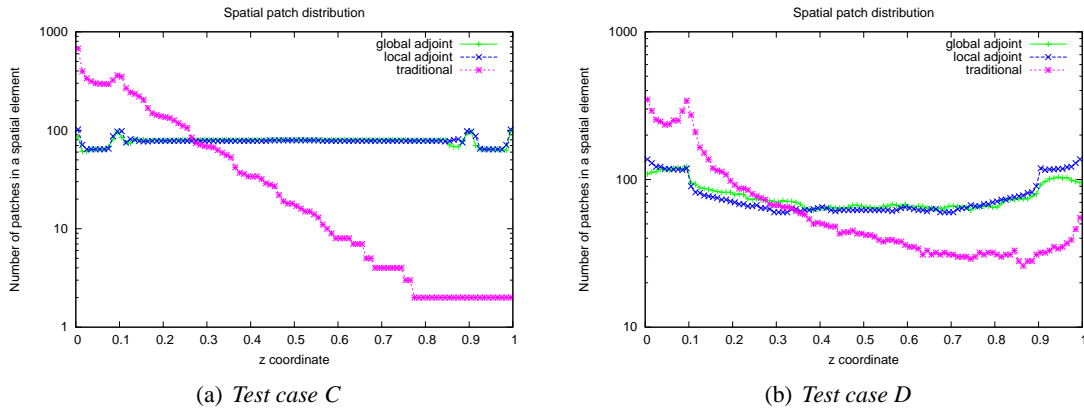 Spatial patch distribution
1000
100
10
1
Number of patches in a spatial element
global adjoint
local adjoint
traditional
0 0.1 0.2 0.3 0.4 0.5 0.6 0.7 0.8 0.9 1
z coordinate
(a) Test case C
Spatial patch distribution
1000
100
10
Number of patches in a spatial element
global adjoint
local adjoint
traditional
0 0.1 0.2 0.3 0.4 0.5 0.6 0.7 0.8 0.9 1
z coordinate
(b) Test case D